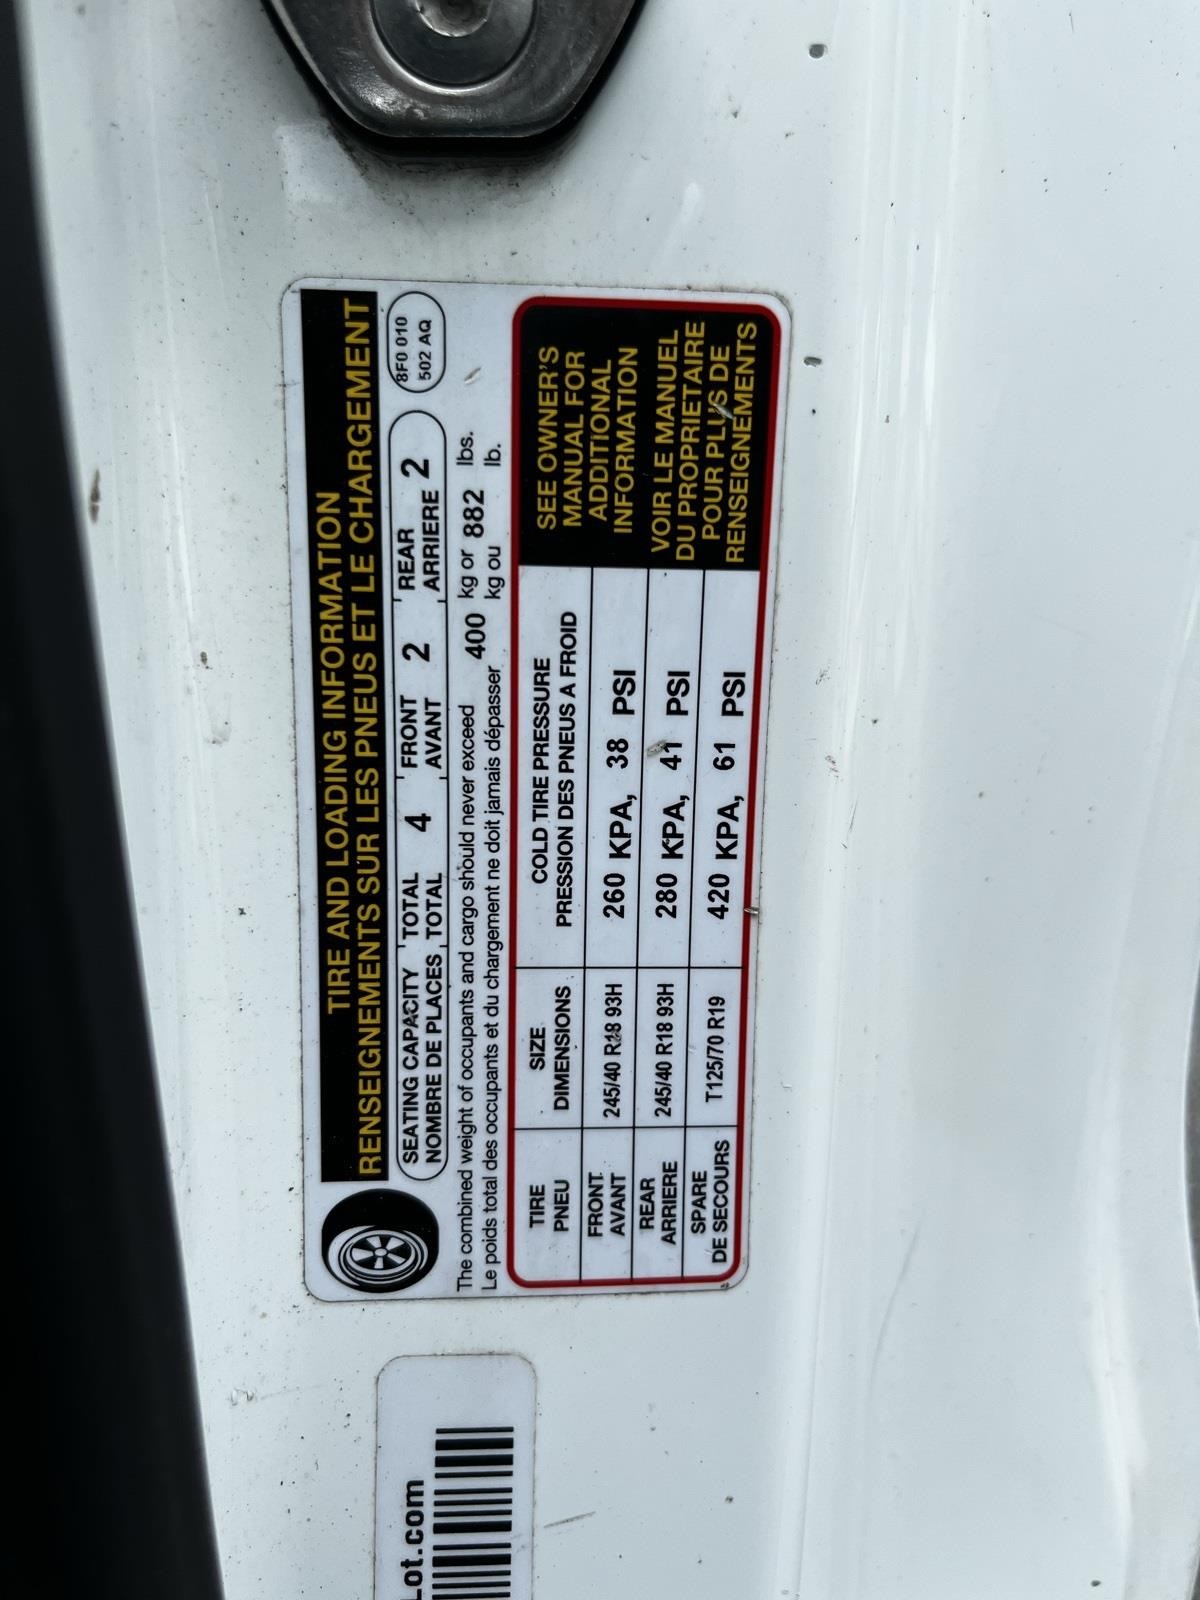 TIRE AND LOADING INFORMATION
RENSEIGNEMENTS SUR LES PNEUS ET LE CHARGEMENT
SEATING CAPACITY TOTAL 4 FRONT 2 REAR 2
NOMBRE DE PLACES TOTAL AVANT ARRIERE
8F0 010
502 AQ
The combined weight of occupants and cargo should never exceed 400 kg or 882 lbs.
Le poids total des occupants et du chargement ne doit jamais dépasser kg ou lb.
TIRE SIZE COLD TIRE PRESSURE
PNEU DIMENSIONS PRESSION DES PNEUS A FROID
FRONT 245/40 R18 93H 260 KPA, 38 PSI
AVANT
REAR 245/40 R18 93H 280 KPA, 41 PSI
ARRIERE
SPARE T125/70 R19 420 KPA, 61 PSI
DE SECOURS
SEE OWNER'S
MANUAL FOR
ADDITIONAL
INFORMATION
VOIR LE MANUEL
DU PROPRIETAIRE
POUR PLUS DE
RENSEIGNEMENTS
Lot.com